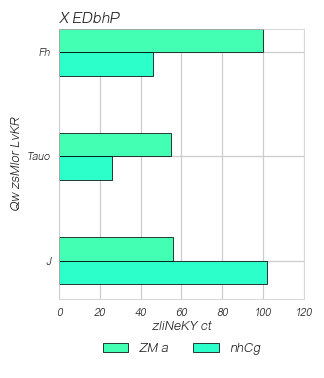 X EDbhP
Fh
Tauo
J
Qw zsMlor LvKR
0 20 40 60 80 100 120
zliNeKY ct
ZM a
nhCg